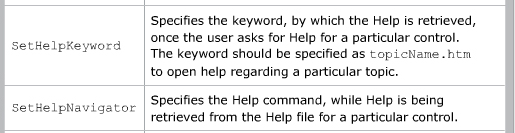 Specifies the keyword, by which the Help is retrieved,
once the user asks for Help for a particular control.
SetHelpKeyword
The keyword should be specified as topicName.htm
to open help regarding a particular topic.
Specifies the Help command, while Help is being
SetHelpNavigator
retrieved from the Help file for a particular control.